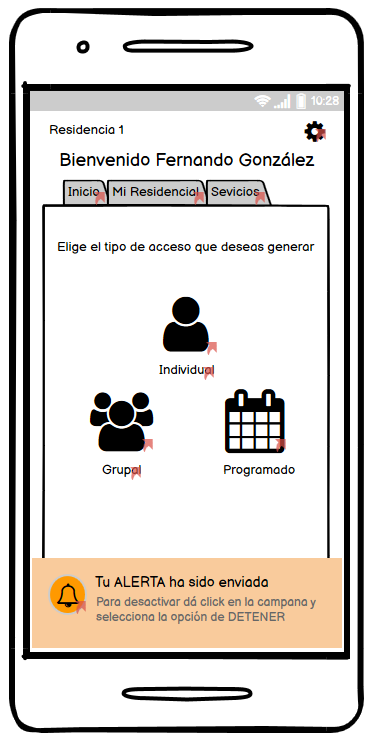 10:28
Residencia 1
Bienvenido Fernando González
Inicio Mi Residencial Sevicios
Elige el tipo de acceso que deseas generar
Individual
Grupal Programado
Tu ALERTA ha sido enviada
Para desactivar dá click en la campana y
selecciona la opción de DETENER